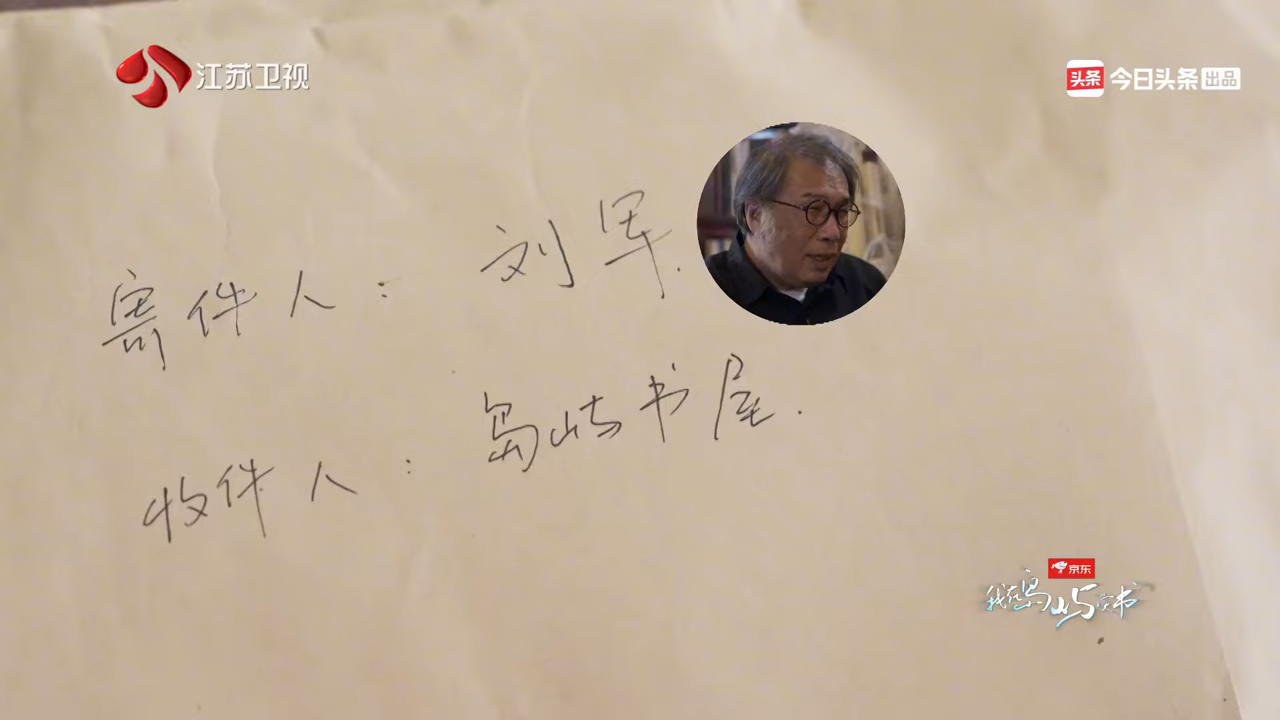 江苏卫视
头条 今日头条 出品
寄件人: 刘军.
收件人: 岛屿书屋.
京东
我在岛屿读书